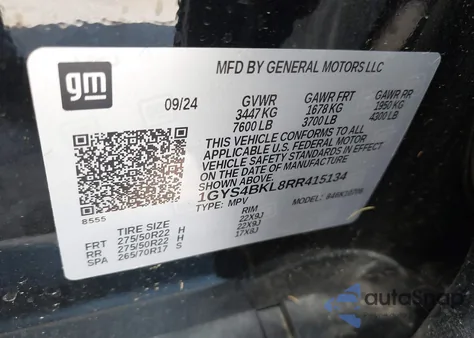 gm
MFD BY GENERAL MOTORS LLC
09/24 GVWR GAWR FRT GAWR RR
3447 KG 1678 KG 1950 KG
7600 LB 3700 LB 4300 LB
THIS VEHICLE CONFORMS TO ALL
APPLICABLE U.S. FEDERAL MOTOR
VEHICLE SAFETY STANDARDS IN EFFECT
ON THE DATE OF MANUFACTURE
SHOWN ABOVE.
1GYS4BKL8RR415134
TYPE: MPV MODEL:
8555
TIRE SIZE RIM
FRT 275/50R22 H 22X9J
RR 275/50R22 H 22X9J
SPA 265/70R17 S 17X8J
autosnap